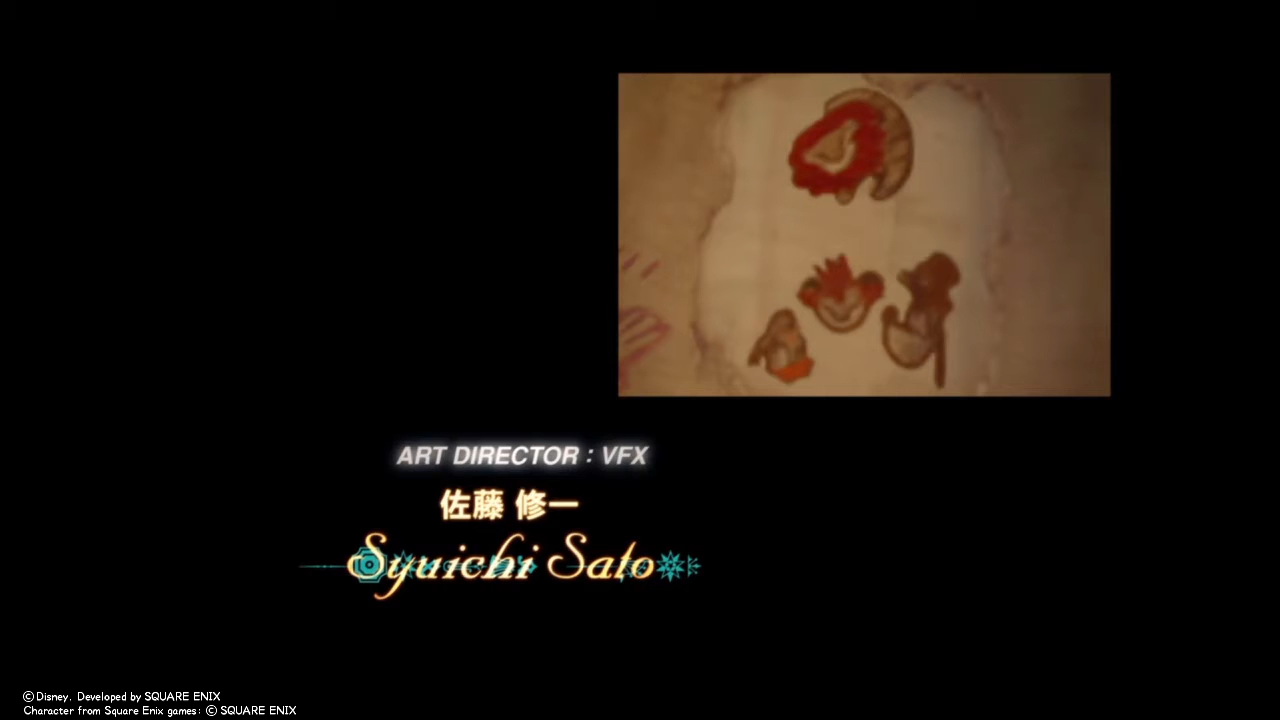 ART DIRECTOR : VFX
佐藤 修一
Syuichi Sato
©Disney. Developed by SQUARE ENIX
Character from Square Enix games: © SQUARE ENIX